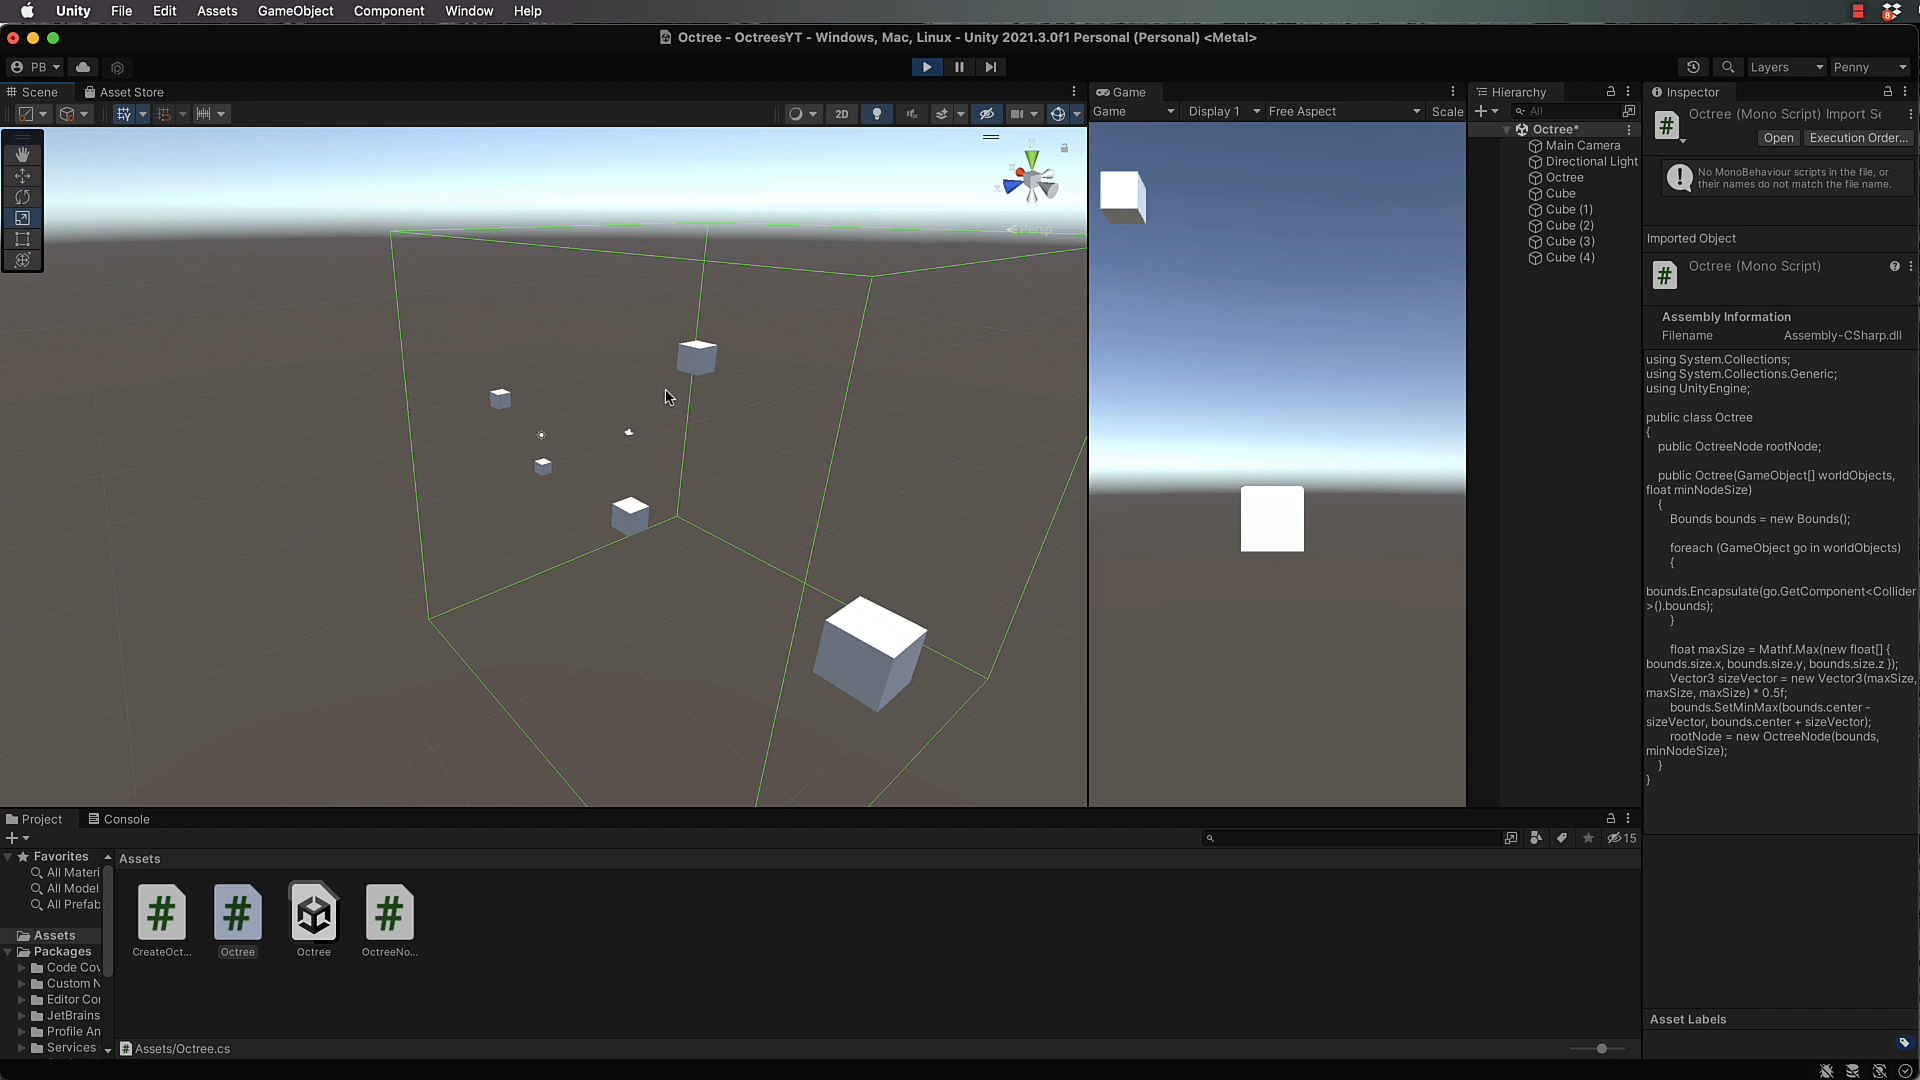 Unity File Edit Assets GameObject Component Window Help
Octree - OctreesYT - Windows, Mac, Linux - Unity 2021.3.0f1 Personal (Personal) <Metal>
PB
Layers
Penny
Scene
Asset Store
2D
Persp
Game
Game
Display 1
Free Aspect
Scale
Hierarchy
All
Octree*
Main Camera
Directional Light
Octree
Cube
Cube (1)
Cube (2)
Cube (3)
Cube (4)
Inspector
Octree (Mono Script) Import Se
Open
Execution Order...
No MonoBehaviour scripts in the file, or
their names do not match the file name.
Imported Object
Octree (Mono Script)
Assembly Information
Filename Assembly-CSharp.dll
using System.Collections;
using System.Collections.Generic;
using UnityEngine;
public class Octree
{
public OctreeNode rootNode;
public Octree(GameObject[] worldObjects,
float minNodeSize)
{
Bounds bounds = new Bounds();
foreach (GameObject go in worldObjects)
{
bounds.Encapsulate(go.GetComponent<Collider
>().bounds);
}
float maxSize = Mathf.Max(new float[] {
bounds.size.x, bounds.size.y, bounds.size.z });
Vector3 sizeVector = new Vector3(maxSize,
maxSize, maxSize) * 0.5f;
bounds.SetMinMax(bounds.center -
sizeVector, bounds.center + sizeVector);
rootNode = new OctreeNode(bounds,
minNodeSize);
}
}
Asset Labels
Project
Console
15
Favorites
All Materi
All Model
All Prefab
Assets
Packages
Code Cov
Custom N
Editor Cor
JetBrains
Profile An
Services
Assets
CreateOct...
Octree
Octree
OctreeNo...
Assets/Octree.cs